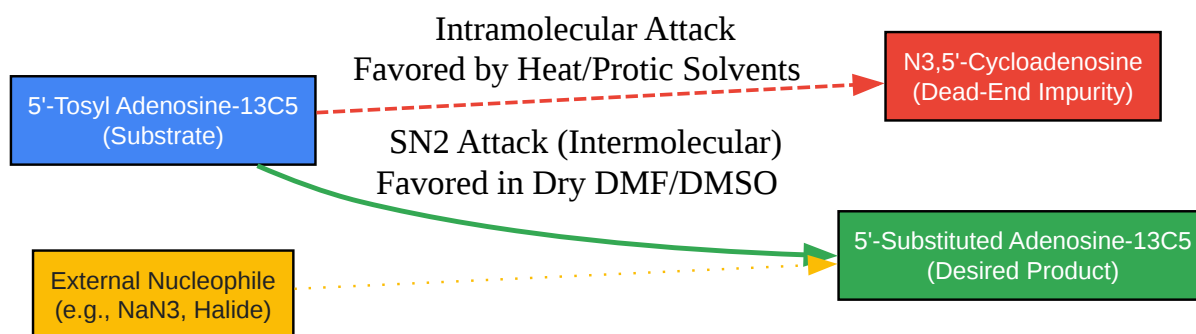 Intramolecular Attack
Favored by Heat/Protic Solvents
N3,5'-Cycloadenosine
(Dead-End Impurity)
5'-Tosyl Adenosine-13C5
(Substrate)
SN2 Attack (Intermolecular)
Favored in Dry DMF/DMSO
5'-Substituted Adenosine-13C5
(Desired Product)
External Nucleophile
(e.g., NaN3, Halide)